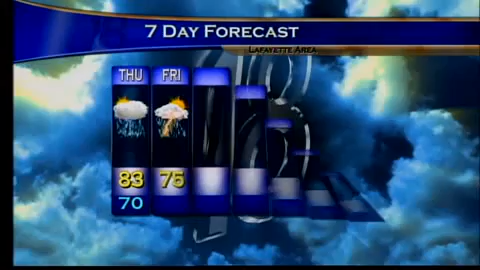 7 DAY FORECAST
LAFAYETTE AREA
THU FRI
83 75
70